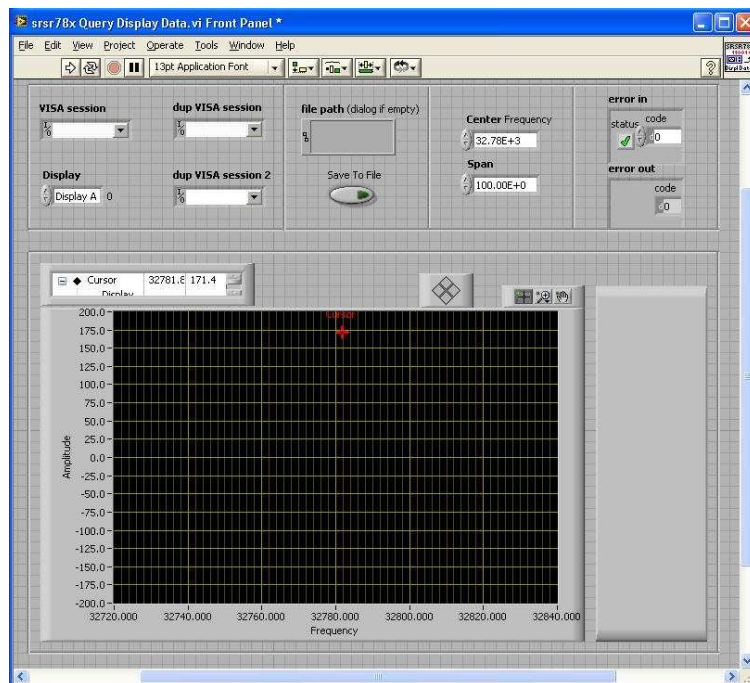 srsr78x Query Display Data.vi Front Panel *
File Edit View Project Operate Tools Window Help
13pt Application Font
?
SRSR78
Displ Data
VISA session
dup VISA session
file path (dialog if empty)
Center Frequency
32.78E+3
error in
status code
0
Display
Display A 0
dup VISA session 2
Save To File
Span
100.00E+0
error out
code
0
Cursor 32781.8 171.4
Display
Cursor
200.0
175.0
150.0
125.0
100.0
75.0
50.0
25.0
0.0
-25.0
-50.0
-75.0
-100.0
-125.0
-150.0
-175.0
-200.0
Amplitude
32720.000 32740.000 32760.000 32780.000 32800.000 32820.000 32840.000
Frequency